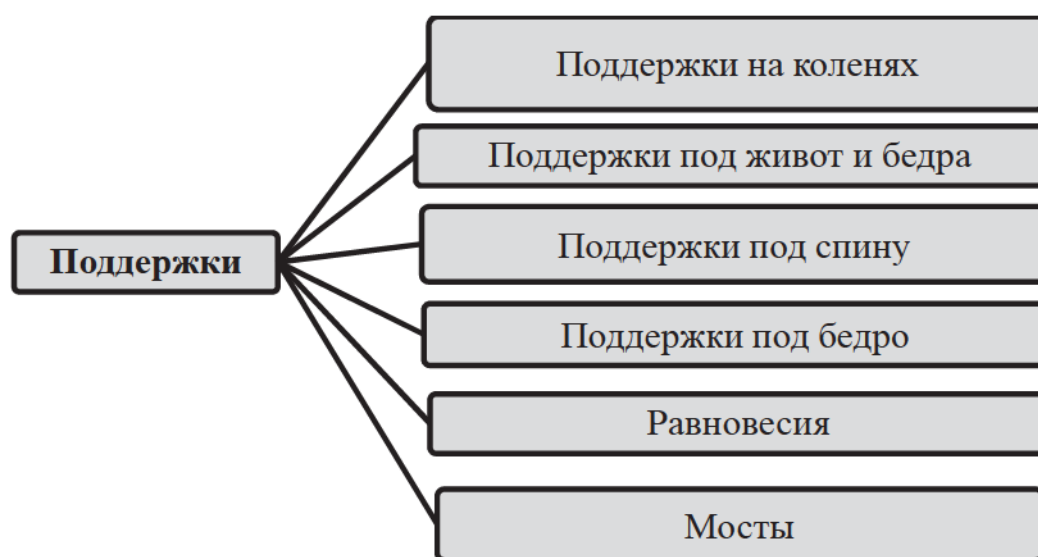 Поддержки
Поддержки на коленях
Поддержки под живот и бедра
Поддержки под спину
Поддержки под бедро
Равновесия
Мосты